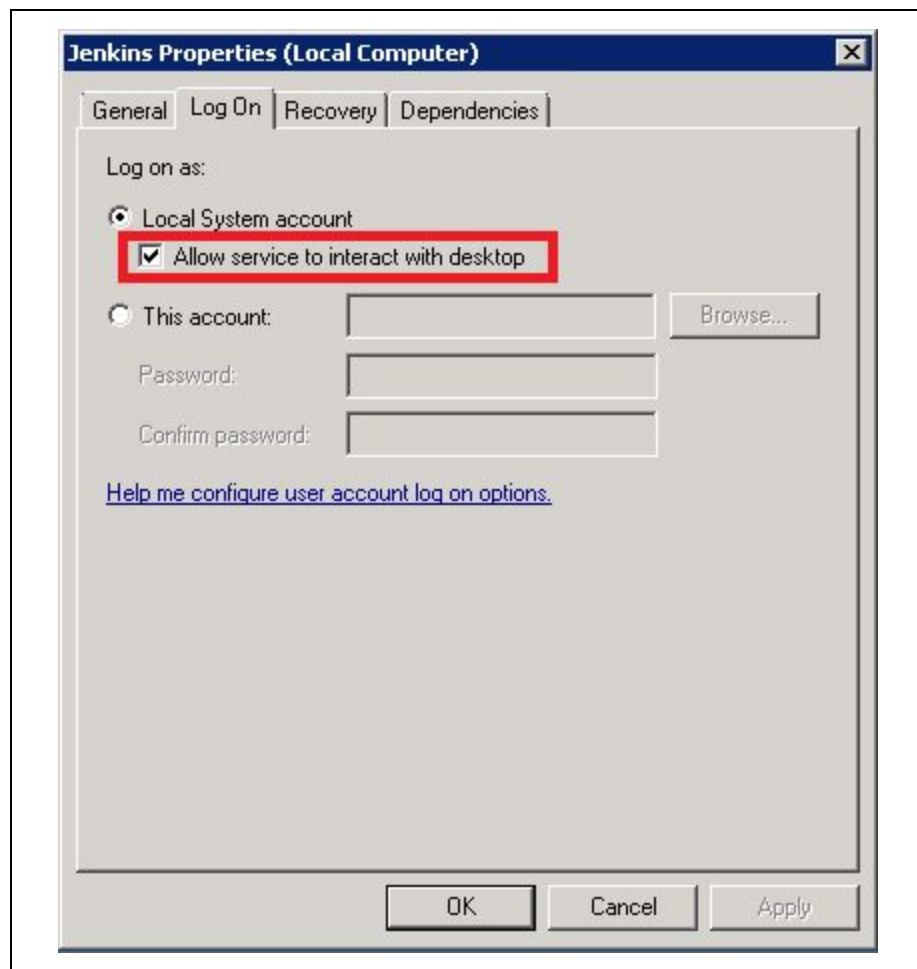 Jenkins Properties (Local Computer)
General Log On Recovery Dependencies
Log on as:
Local System account
Allow service to interact with desktop
This account:
Browse...
Password:
Confirm password:
Help me configure user account log on options.
OK Cancel Apply